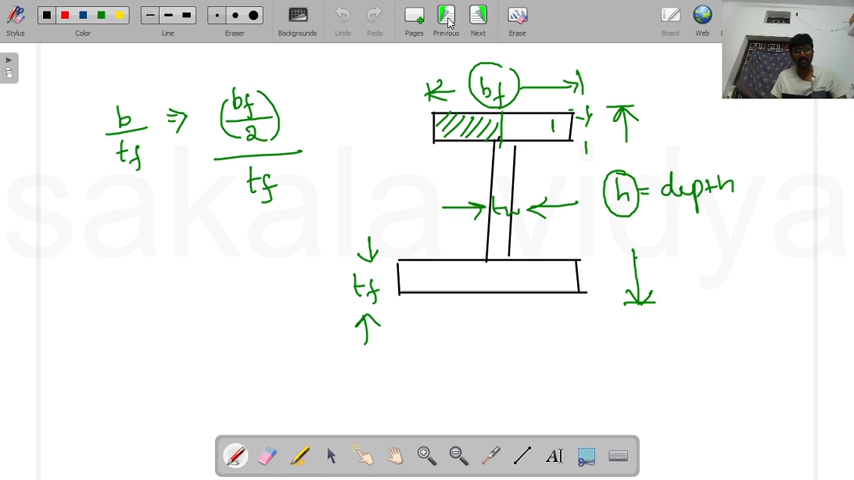 Stylus
Color
Line
Eraser
Backgrounds
Undo
Redo
Pages
Previous
Next
Erase
Board
Web
bf
b/tf ⇒ (bf/2)/tf
h = depth
tw
tf
sakala vidya